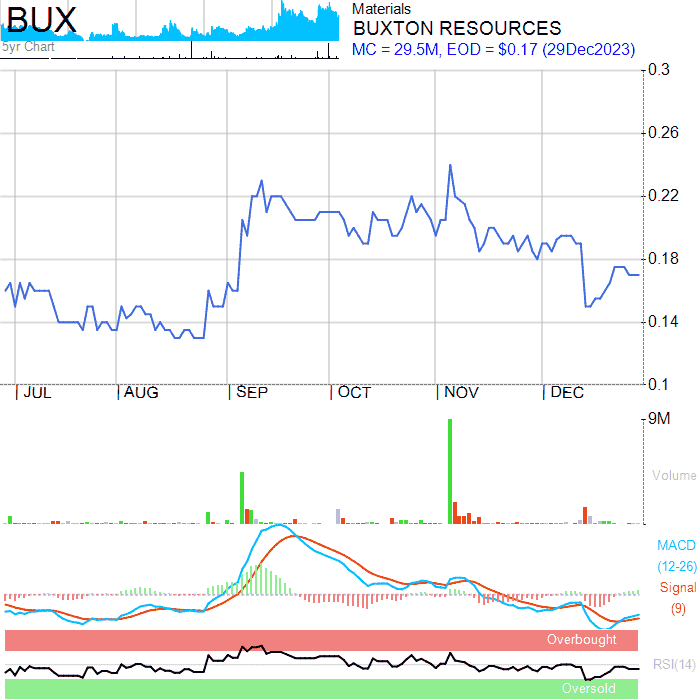 BUX
5yr Chart
Materials
BUXTON RESOURCES
MC = 29.5M, EOD = $0.17 (29Dec2023)
0.3
0.26
0.22
0.18
0.14
0.1
JUL AUG SEP OCT NOV DEC
9M
Volume
MACD
(12-26)
Signal
(9)
Overbought
RSI(14)
Oversold